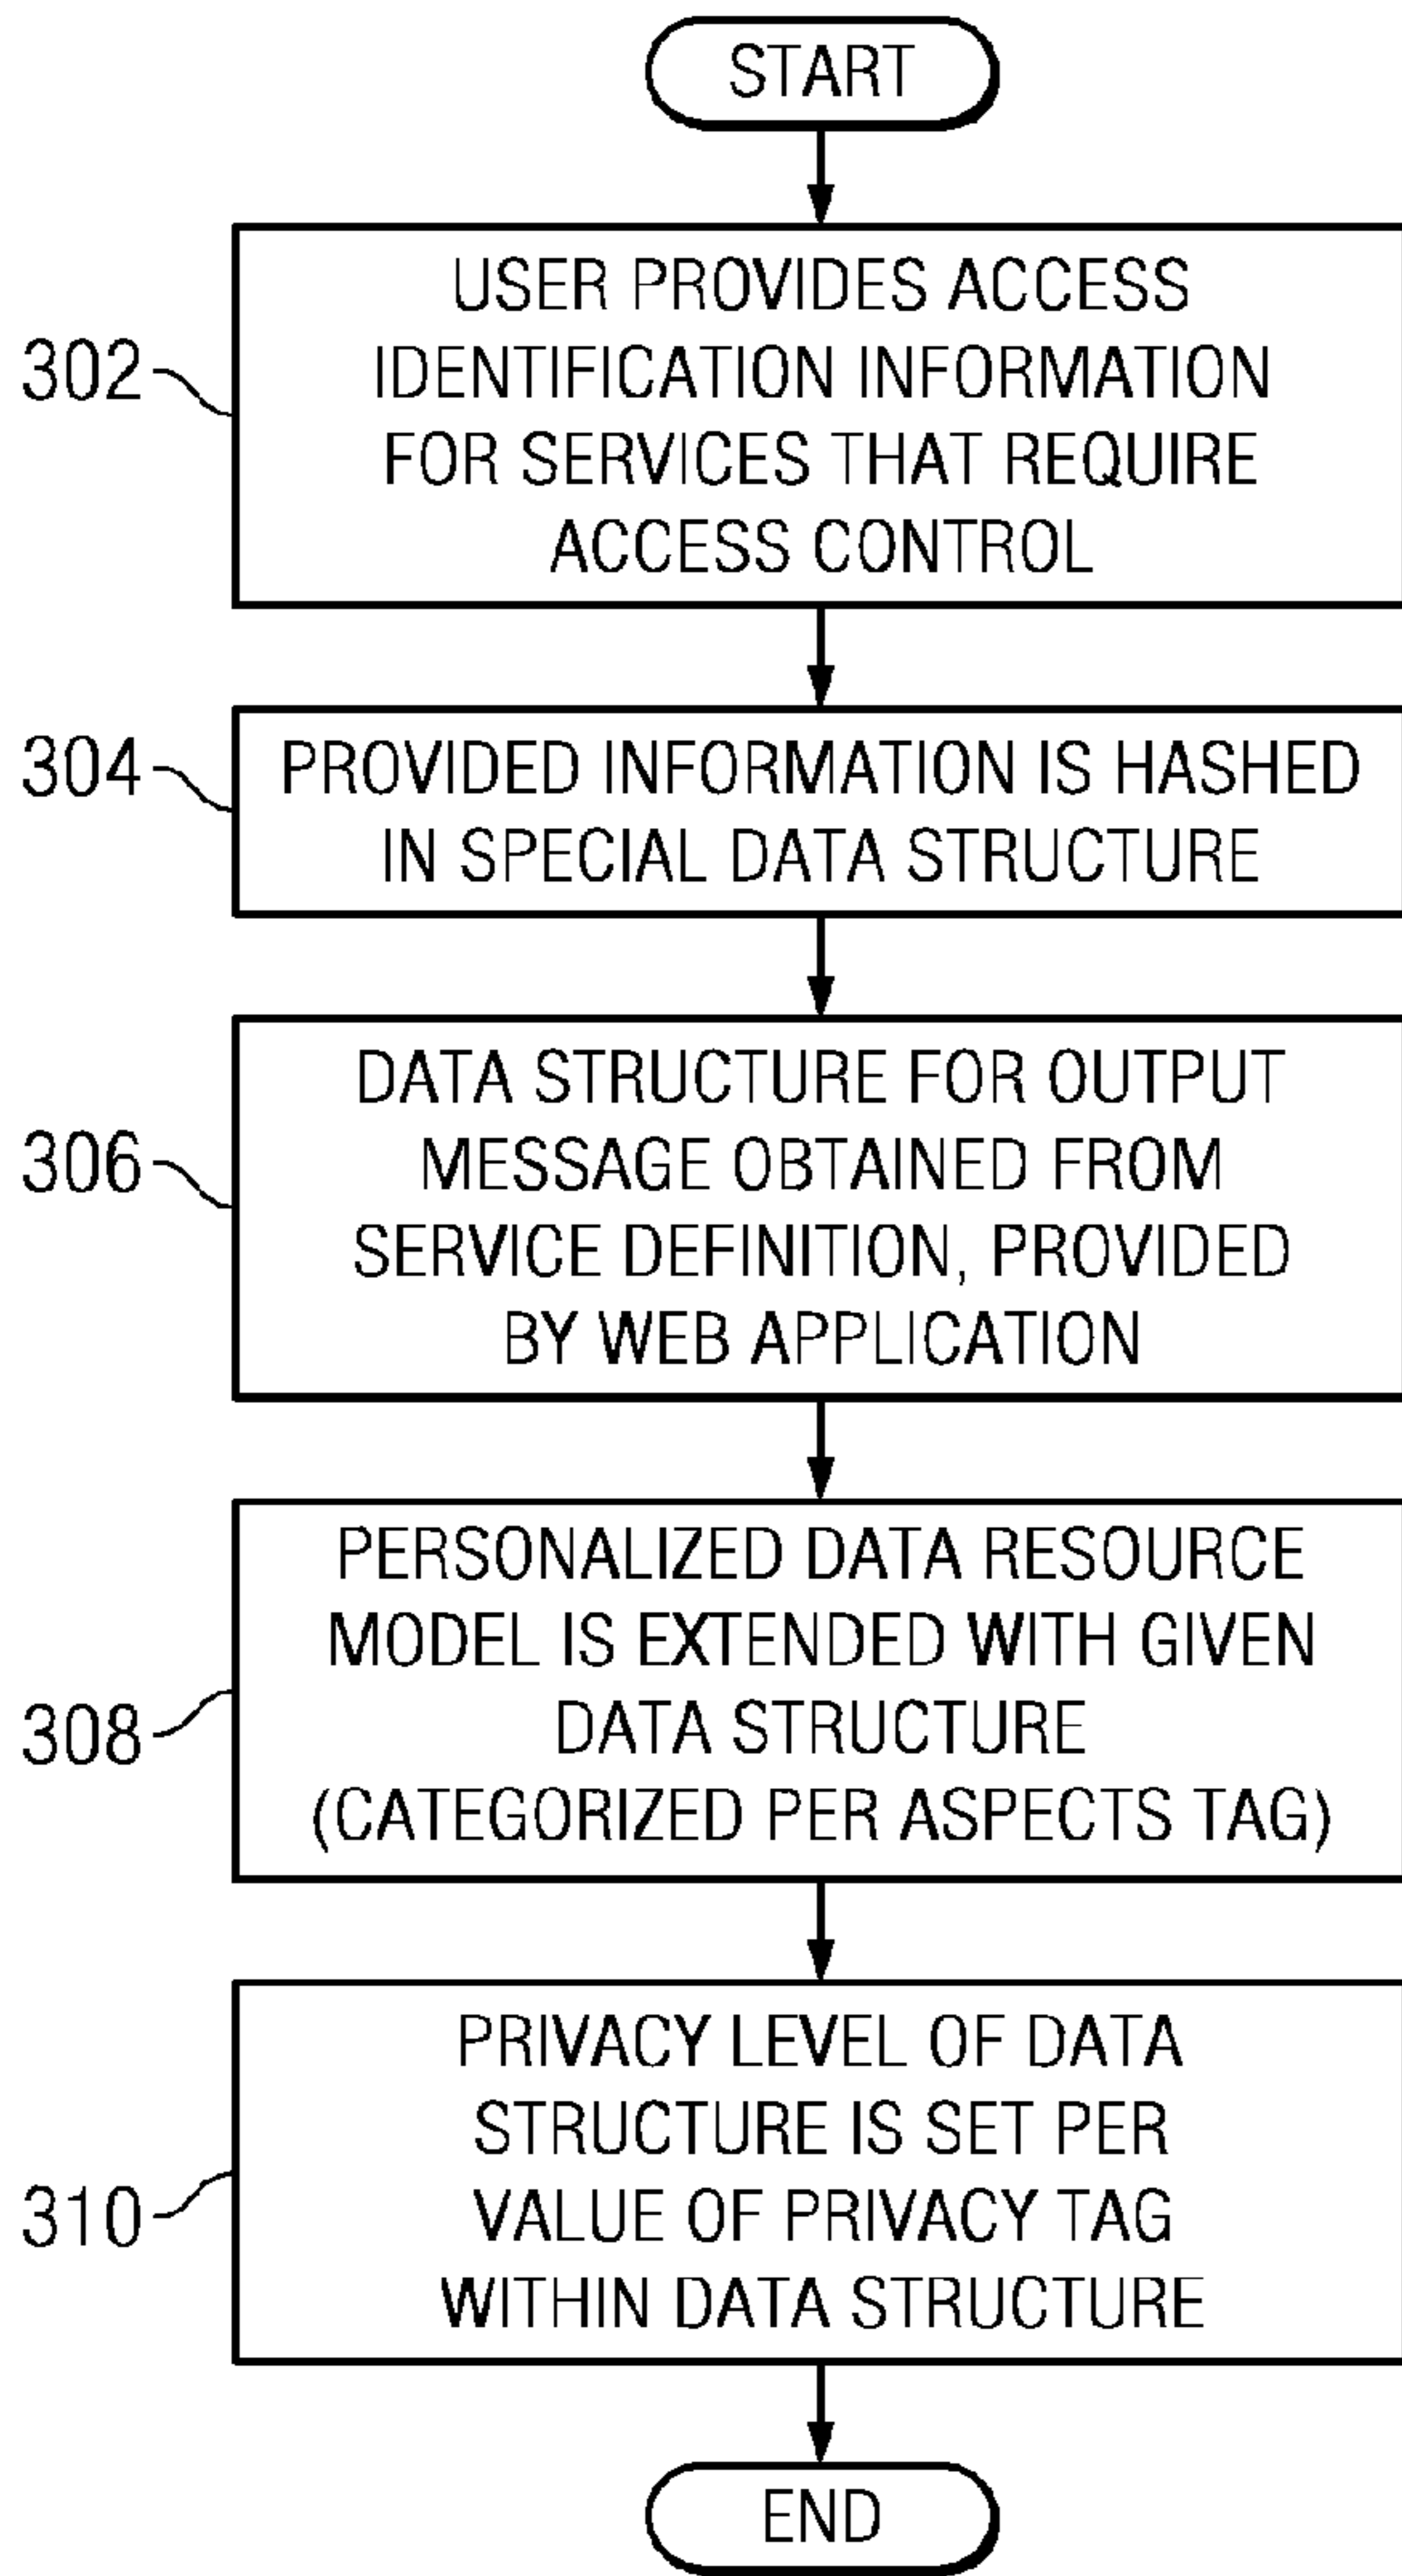 START
USER PROVIDES ACCESS
IDENTIFICATION INFORMATION
FOR SERVICES THAT REQUIRE
ACCESS CONTROL
302
304
PROVIDED INFORMATION IS HASHED
IN SPECIAL DATA STRUCTURE
DATA STRUCTURE FOR OUTPUT
MESSAGE OBTAINED FROM
SERVICE DEFINITION, PROVIDED
BY WEB APPLICATION
306
PERSONALIZED DATA RESOURCE
MODEL IS EXTENDED WITH GIVEN
DATA STRUCTURE
(CATEGORIZED PER ASPECTS TAG)
308
PRIVACY LEVEL OF DATA
STRUCTURE IS SET PER
VALUE OF PRIVACY TAG
WITHIN DATA STRUCTURE
310
END